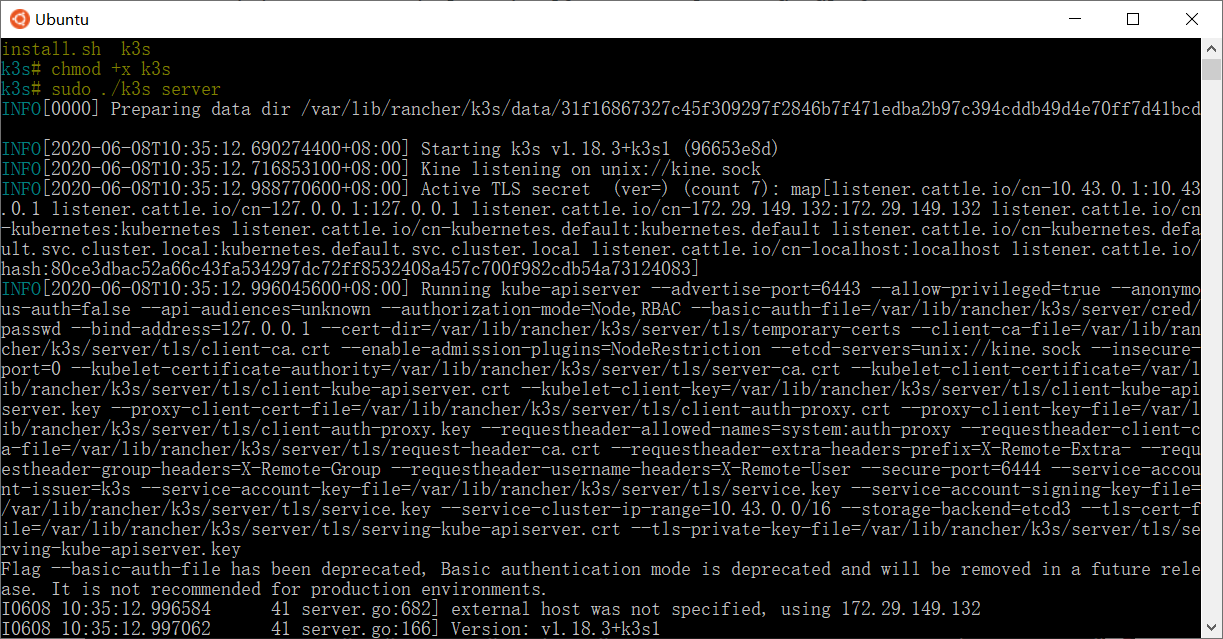 Ubuntu
install.sh  k3s
k3s# chmod +x k3s
k3s# sudo ./k3s server
INFO[0000] Preparing data dir /var/lib/rancher/k3s/data/31f16867327c45f309297f2846b7f471edba2b97c394cddb49d4e70ff7d41bcd
INFO[2020-06-08T10:35:12.690274400+08:00] Starting k3s v1.18.3+k3s1 (96653e8d)
INFO[2020-06-08T10:35:12.716853100+08:00] Kine listening on unix://kine.sock
INFO[2020-06-08T10:35:12.988770600+08:00] Active TLS secret  (ver=) (count 7): map[listener.cattle.io/cn-10.43.0.1:10.43
.0.1 listener.cattle.io/cn-127.0.0.1:127.0.0.1 listener.cattle.io/cn-172.29.149.132:172.29.149.132 listener.cattle.io/cn
-kubernetes:kubernetes listener.cattle.io/cn-kubernetes.default:kubernetes.default listener.cattle.io/cn-kubernetes.defa
ult.svc.cluster.local:kubernetes.default.svc.cluster.local listener.cattle.io/cn-localhost:localhost listener.cattle.io/
hash:80ce3dbac52a66c43fa534297dc72ff8532408a457c700f982cdb54a73124083]
INFO[2020-06-08T10:35:12.996045600+08:00] Running kube-apiserver --advertise-port=6443 --allow-privileged=true --anonymo
us-auth=false --api-audiences=unknown --authorization-mode=Node,RBAC --basic-auth-file=/var/lib/rancher/k3s/server/cred/
passwd --bind-address=127.0.0.1 --cert-dir=/var/lib/rancher/k3s/server/tls/temporary-certs --client-ca-file=/var/lib/ran
cher/k3s/server/tls/client-ca.crt --enable-admission-plugins=NodeRestriction --etcd-servers=unix://kine.sock --insecure-
port=0 --kubelet-certificate-authority=/var/lib/rancher/k3s/server/tls/server-ca.crt --kubelet-client-certificate=/var/l
ib/rancher/k3s/server/tls/client-kube-apiserver.crt --kubelet-client-key=/var/lib/rancher/k3s/server/tls/client-kube-api
server.key --proxy-client-cert-file=/var/lib/rancher/k3s/server/tls/client-auth-proxy.crt --proxy-client-key-file=/var/l
ib/rancher/k3s/server/tls/client-auth-proxy.key --requestheader-allowed-names=system:auth-proxy --requestheader-client-c
a-file=/var/lib/rancher/k3s/server/tls/request-header-ca.crt --requestheader-extra-headers-prefix=X-Remote-Extra- --requ
estheader-group-headers=X-Remote-Group --requestheader-username-headers=X-Remote-User --secure-port=6444 --service-accou
nt-issuer=k3s --service-account-key-file=/var/lib/rancher/k3s/server/tls/service.key --service-account-signing-key-file=
/var/lib/rancher/k3s/server/tls/service.key --service-cluster-ip-range=10.43.0.0/16 --storage-backend=etcd3 --tls-cert-f
ile=/var/lib/rancher/k3s/server/tls/serving-kube-apiserver.crt --tls-private-key-file=/var/lib/rancher/k3s/server/tls/se
rving-kube-apiserver.key
Flag --basic-auth-file has been deprecated, Basic authentication mode is deprecated and will be removed in a future rele
ase. It is not recommended for production environments.
I0608 10:35:12.996584      41 server.go:682] external host was not specified, using 172.29.149.132
I0608 10:35:12.997062      41 server.go:166] Version: v1.18.3+k3s1